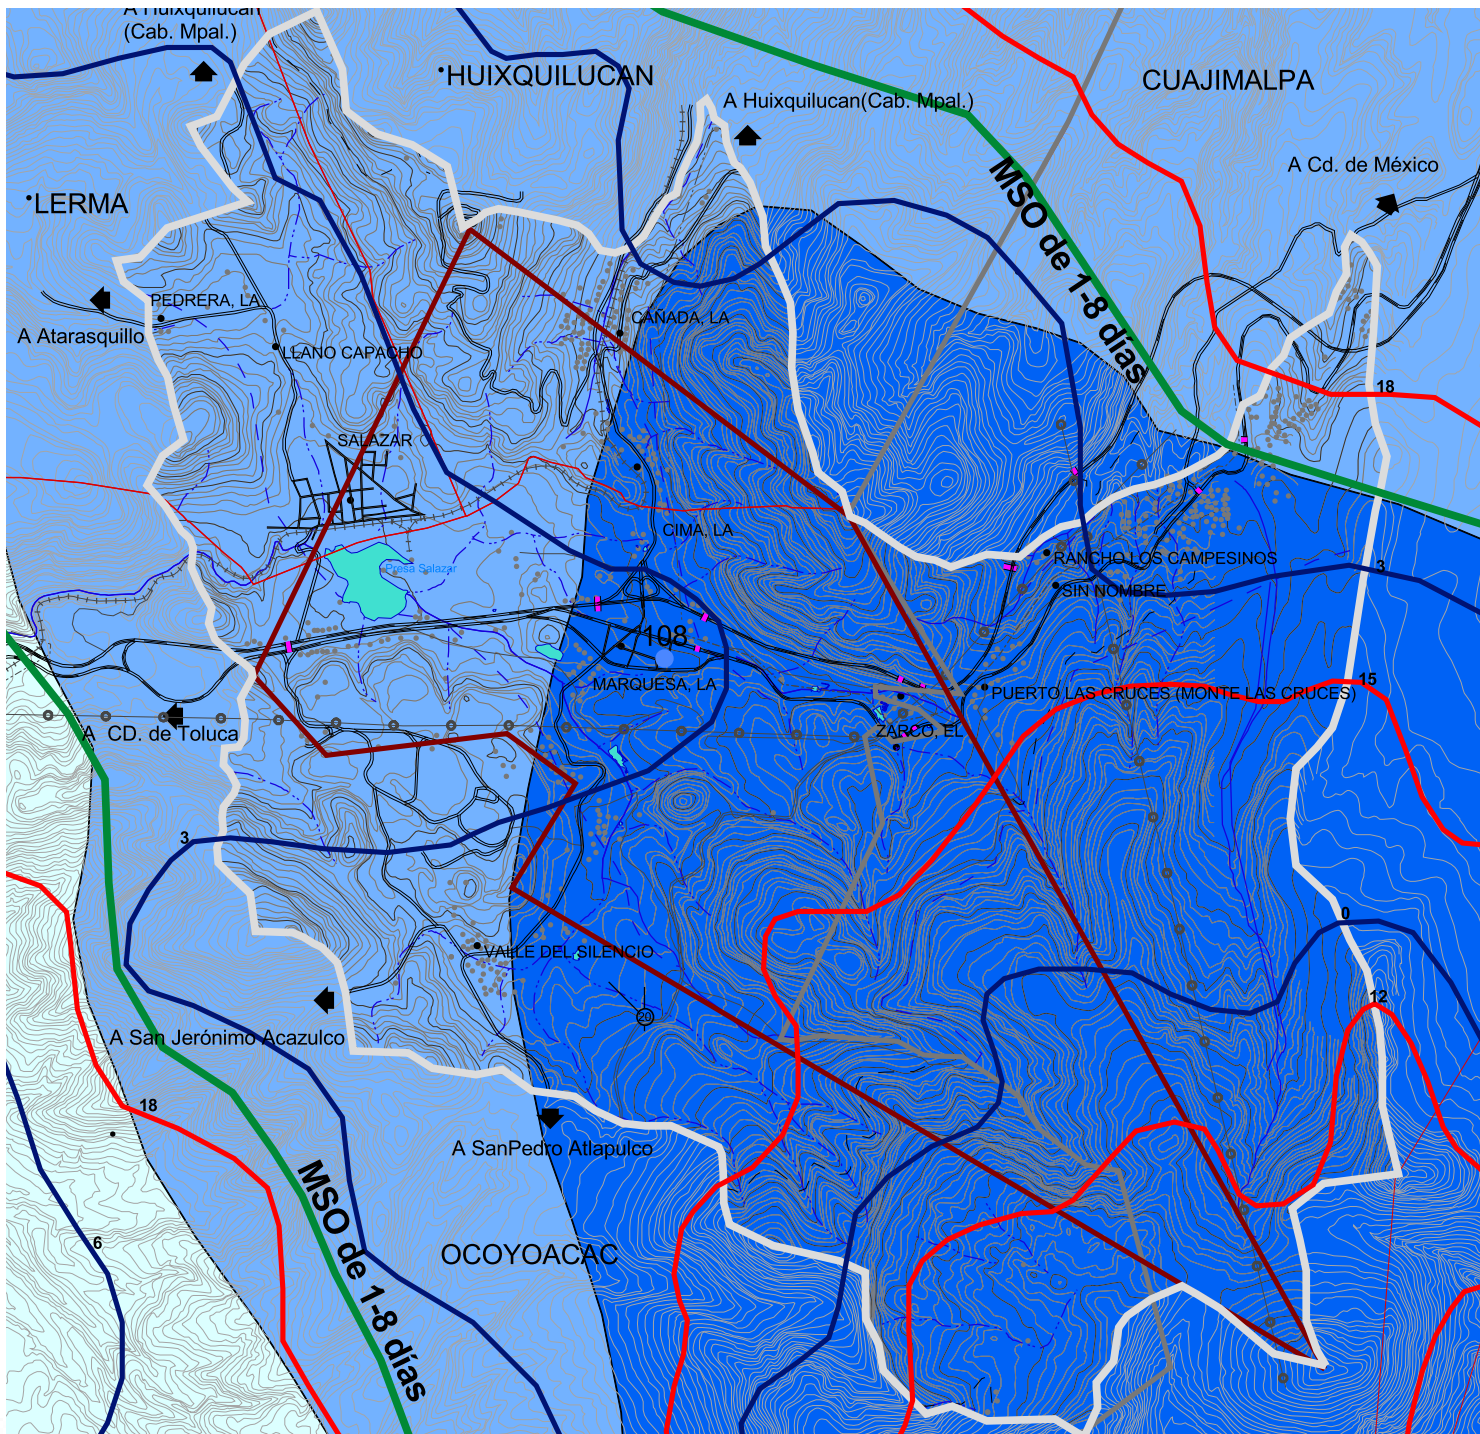 A Huixquilucan
(Cab. Mpal.)
HUIXQUILUCAN
CUAJIMALPA
A Huixquilucan(Cab. Mpal.)
A Cd. de México
MSO de 1-8 días
LERMA
PEDRERA, LA
A Atarasquillo
CAÑADA, LA
LLANO CAPACHO
18
SALAZAR
CIMA, LA
Presa Salazar
RANCHO LOS CAMPESINOS
3
SIN NOMBRE
108
MARQUESA, LA
15
PUERTO LAS CRUCES (MONTE LAS CRUCES)
A CD. de Toluca
ZARCO, EL
3
0
VALLE DEL SILENCIO
12
20
A San Jerónimo Acazulco
18
A SanPedro Atlapulco
MSO de 1-8 días
6
OCOYOACAC